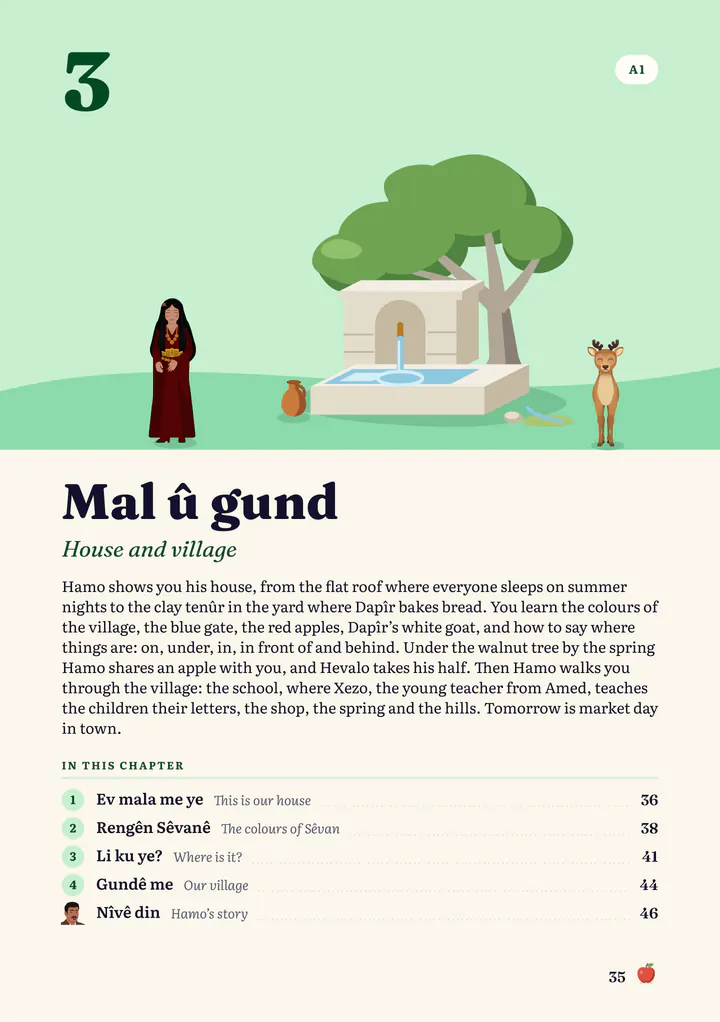 3
A1
Mal û gund
House and village
Hamo shows you his house, from the flat roof where everyone sleeps on summer
nights to the clay tenûr in the yard where Dapîr bakes bread. You learn the colours of
the village, the blue gate, the red apples, Dapîr’s white goat, and how to say where
things are: on, under, in, in front of and behind. Under the walnut tree by the spring
Hamo shares an apple with you, and Hevalo takes his half. Then Hamo walks you
through the village: the school, where Xezo, the young teacher from Amed, teaches
the children their letters, the shop, the spring and the hills. Tomorrow is market day
in town.
IN THIS CHAPTER
1 Ev mala me ye This is our house 36
2 Rengên Sêvanê The colours of Sêvan 38
3 Li ku ye? Where is it? 41
4 Gundê me Our village 44
Nîvê din Hamo’s story 46
35